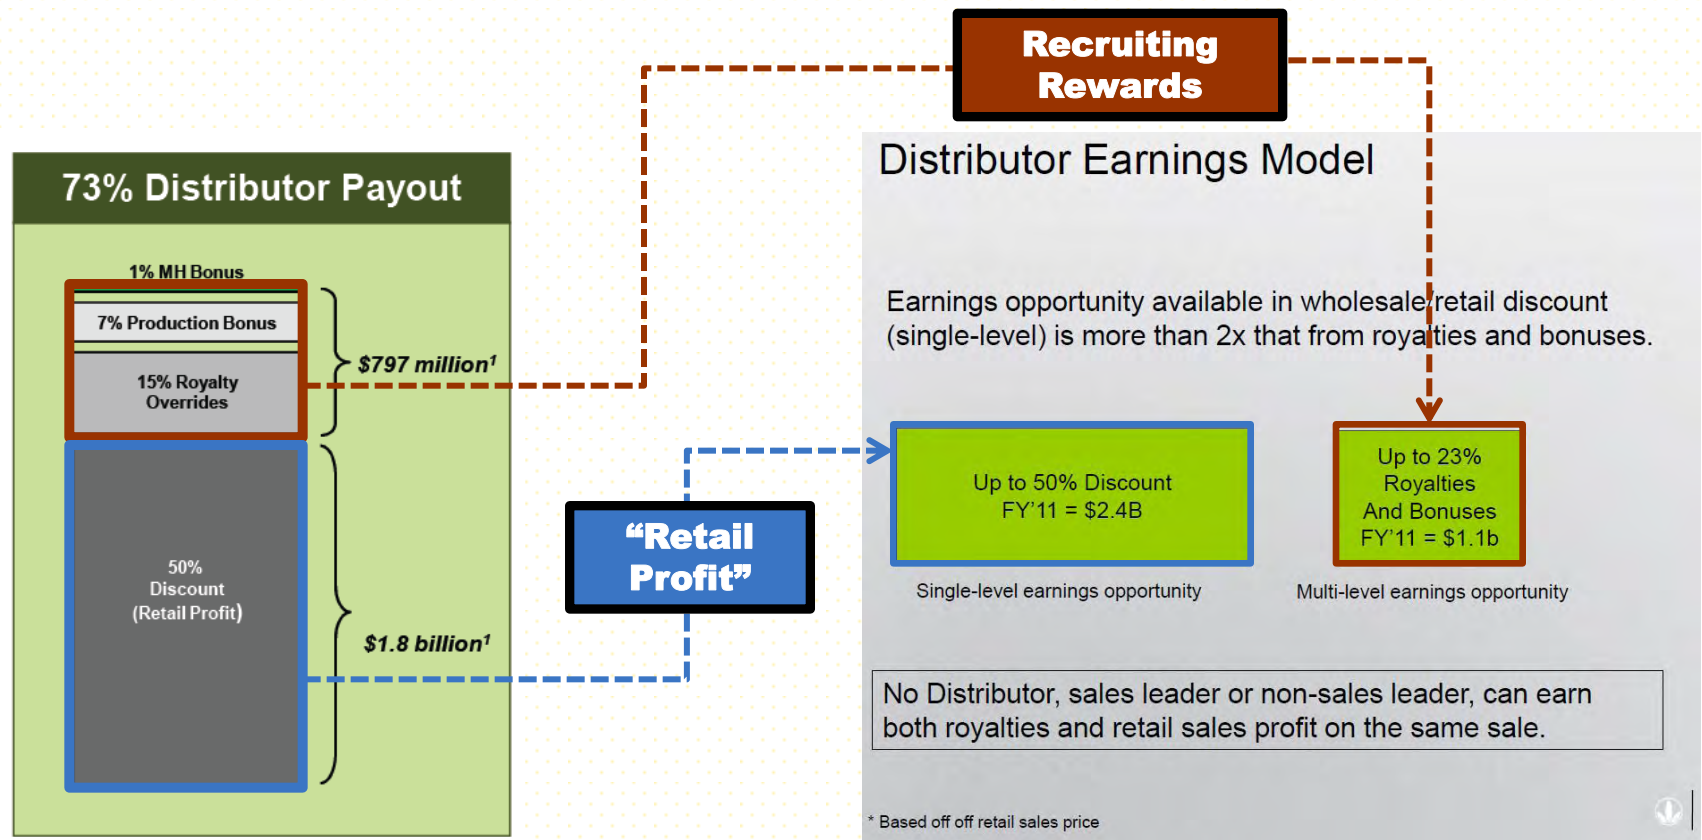 Recruiting
Rewards
73% Distributor Payout
1% MH Bonus
7% Production Bonus
15% Royalty
Overrides
$797 million¹
50%
Discount
(Retail Profit)
$1.8 billion¹
“Retail
Profit”
Distributor Earnings Model
Earnings opportunity available in wholesale/retail discount
(single-level) is more than 2x that from royalties and bonuses.
Up to 50% Discount
FY’11 = $2.4B
Single-level earnings opportunity
Up to 23%
Royalties
And Bonuses
FY’11 = $1.1b
Multi-level earnings opportunity
No Distributor, sales leader or non-sales leader, can earn
both royalties and retail sales profit on the same sale.
* Based off off retail sales price